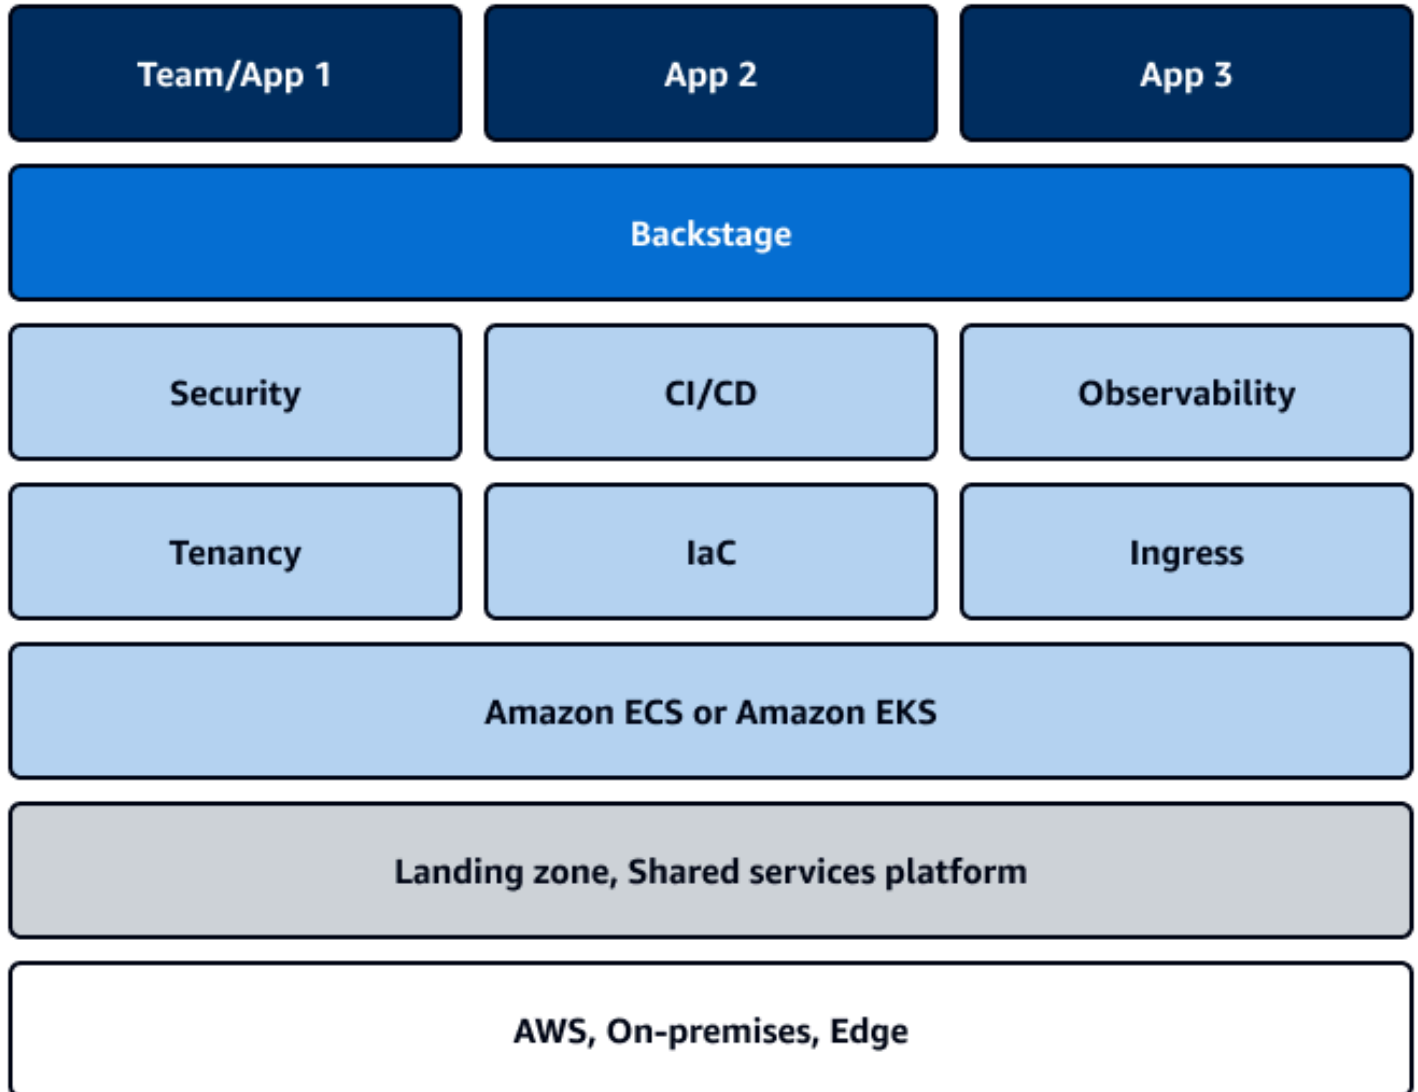 Team/App 1
App 2
App 3
Backstage
Security
CI/CD
Observability
Tenancy
IaC
Ingress
Amazon ECS or Amazon EKS
Landing zone, Shared services platform
AWS, On-premises, Edge